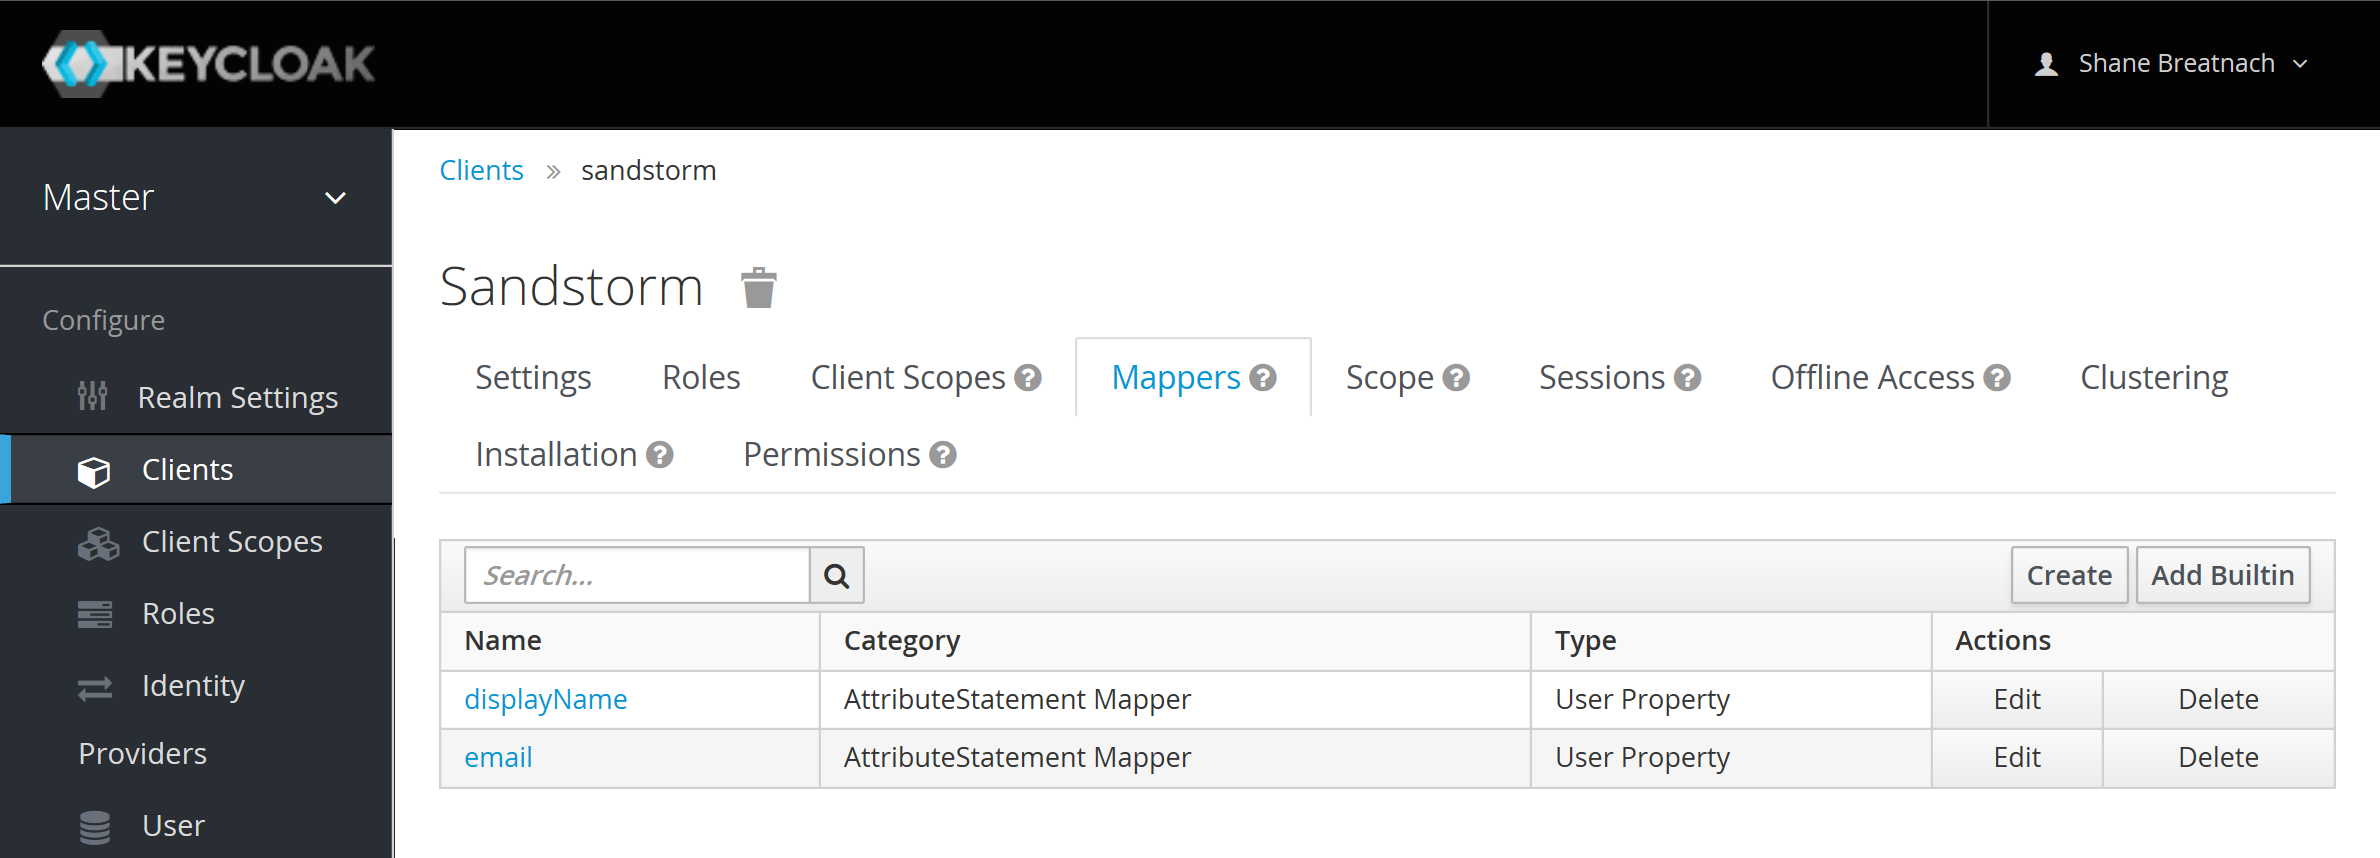 KEYCLOAK
Shane Breatnach
Master
Clients » sandstorm
Sandstorm
Configure
Realm Settings
Clients
Client Scopes
Roles
Identity
Providers
User
Settings Roles Client Scopes ? Mappers ? Scope ? Sessions ? Offline Access ? Clustering
Installation ? Permissions ?
Search... Create Add Builtin
Name Category Type Actions
displayName AttributeStatement Mapper User Property Edit Delete
email AttributeStatement Mapper User Property Edit Delete